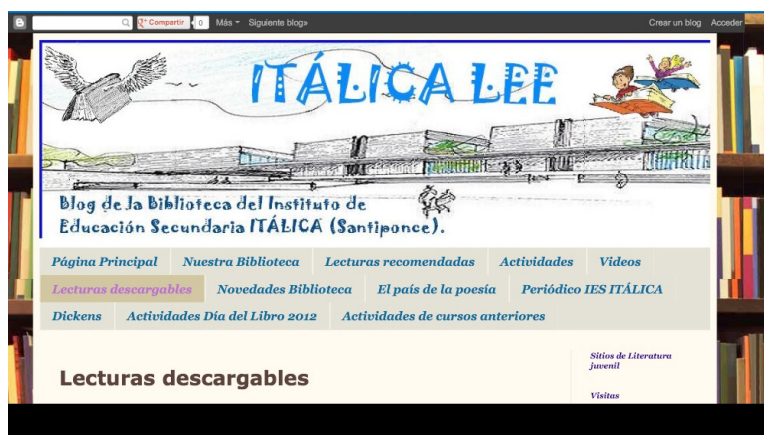 Compartir 0 Más Siguiente blog» Crear un blog Acceder
ITÁLICA LEE
Blog de la Biblioteca del Instituto de
Educación Secundaria ITÁLICA (Santiponce).
Página Principal Nuestra Biblioteca Lecturas recomendadas Actividades Videos
Lecturas descargables Novedades Biblioteca El país de la poesía Periódico IES ITÁLICA
Dickens Actividades Día del Libro 2012 Actividades de cursos anteriores
Lecturas descargables
Sitios de Literatura
juvenil
Visitas